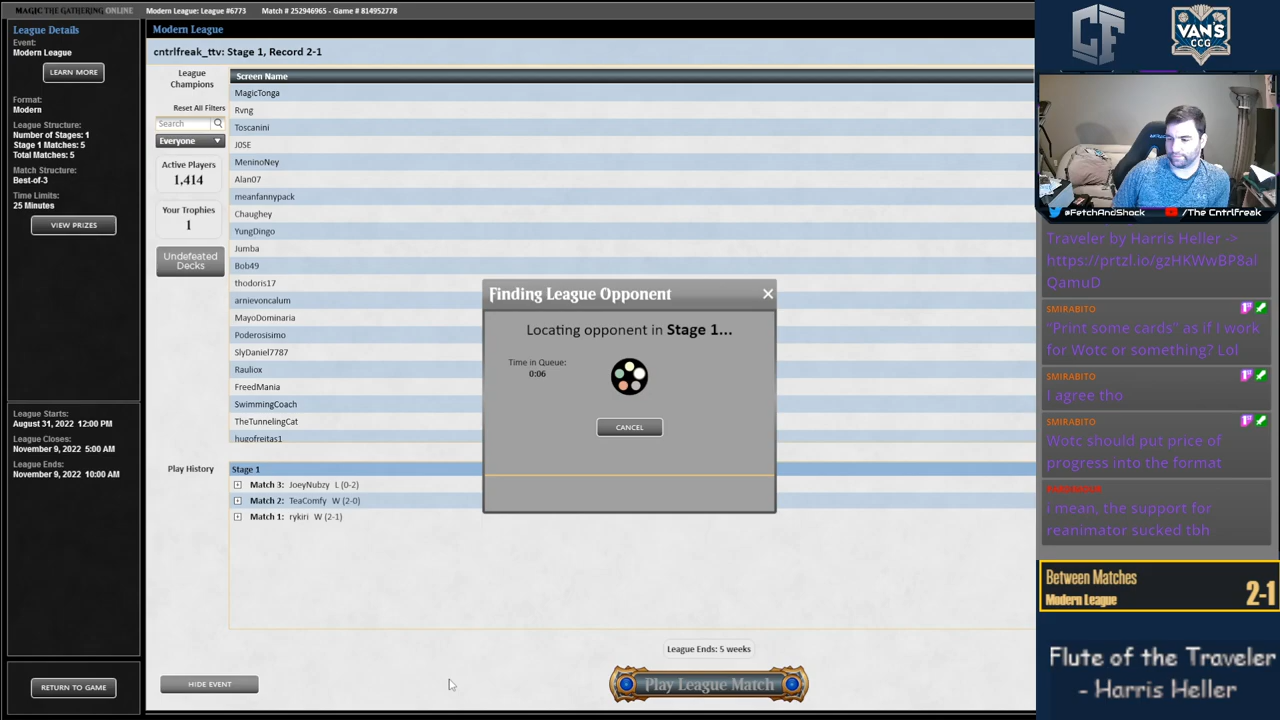 MAGIC THE GATHERING ONLINE
Modern League: League #6773
Match # 252946965 - Game # 814952778
League Details
Event:
Modern League
LEARN MORE
Format:
Modern
League Structure:
Number of Stages: 1
Stage 1 Matches: 5
Total Matches: 5
Match Structure:
Best-of-3
Time Limits:
25 Minutes
VIEW PRIZES
League Starts:
August 31, 2022 12:00 PM
League Closes:
November 9, 2022 5:00 AM
League Ends:
November 9, 2022 10:00 AM
RETURN TO GAME
Modern League
cntrlfreak_ttv: Stage 1, Record 2-1
League
Champions
Reset All Filters
Search
Everyone
Active Players
1,414
Your Trophies
1
Undefeated
Decks
Screen Name
MagicTonga
Rvng
Toscanini
J0SE
MeninoNey
Alan07
meanfannypack
Chaughey
YungDingo
Jumba
Bob49
thodoris17
arnievoncalum
MayoDominaria
Poderosisimo
SlyDaniel7787
Rauliox
FreedMania
SwimmingCoach
TheTunnelingCat
hugofreitas1
Play History
Stage 1
Match 3: JoeyNubzy L (0-2)
Match 2: TeaComfy W (2-0)
Match 1: rykiri W (2-1)
Finding League Opponent
Locating opponent in Stage 1...
Time in Queue:
0:06
CANCEL
League Ends: 5 weeks
HIDE EVENT
Play League Match
CF
VAN'S
CCG
@FetchAndShock
/The Cntrlfreak
Traveler by Harris Heller ->
https://prtzl.io/gzHKWwBP8al
QamuD
SMIRABITO
"Print some cards" as if I work
for Wotc or something? Lol
SMIRABITO
I agree tho
SMIRABITO
Wotc should put price of
progress into the format
i mean, the support for
reanimator sucked tbh
Between Matches
Modern League
2-1
Flute of the Traveler
- Harris Heller